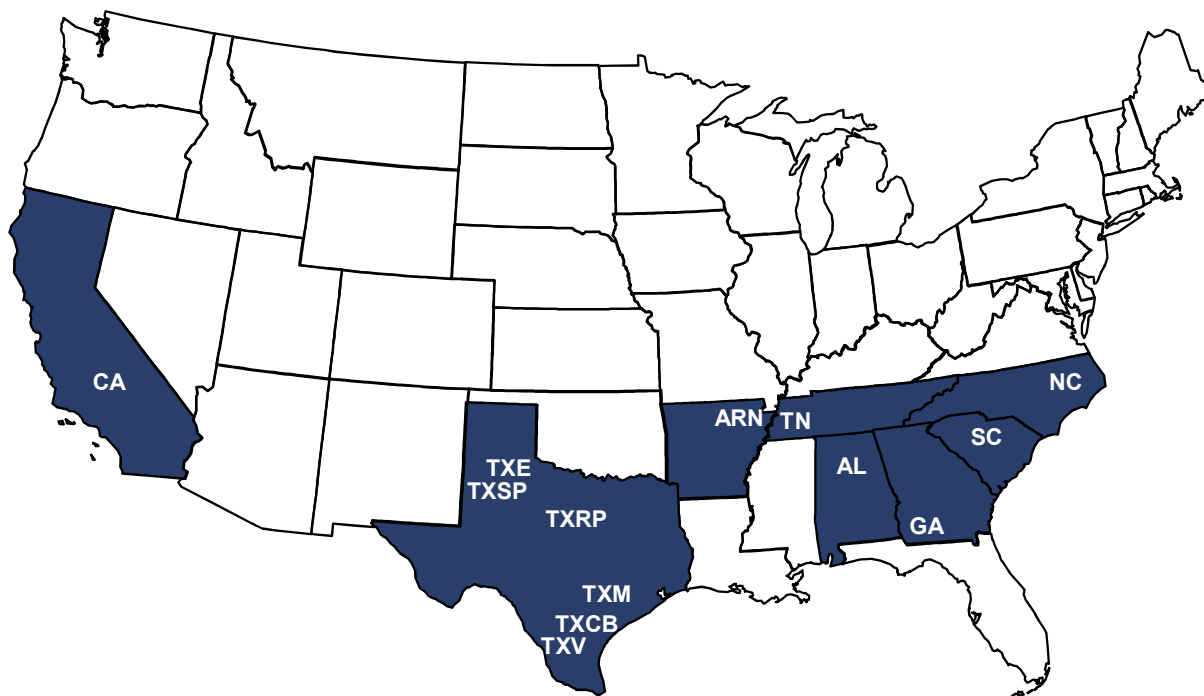 CA
NC
ARN
TN
SC
AL
TXE
TXSP
TXRP
GA
TXM
TXCB
TXV